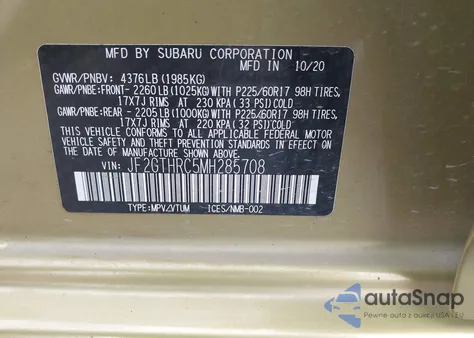 MFD BY SUBARU CORPORATION
MFD IN 10/20
GVWR/PNBV: 4376LB (1985KG)
GAWR/PNBE:FRONT- 2260LB (1025KG) WITH P225/60R17 98H TIRES,
17X7J RIMS AT 230 KPA (33 PSI) COLD
GAWR/PNBE:REAR - 2205LB (1000KG) WITH P225/60R17 98H TIRES,
17X7J RIMS AT 220 KPA (32 PSI) COLD
THIS VEHICLE CONFORMS TO ALL APPLICABLE FEDERAL MOTOR
VEHICLE SAFETY AND THEFT PREVENTION STANDARDS IN
EFFECT ON THE DATE OF MANUFACTURE SHOWN ABOVE.
VIN: JF2GTHRC5MH285708
TYPE:MPV/VTUM ICES/NMB-002
autoSnap
Pewne auta z USA i EU